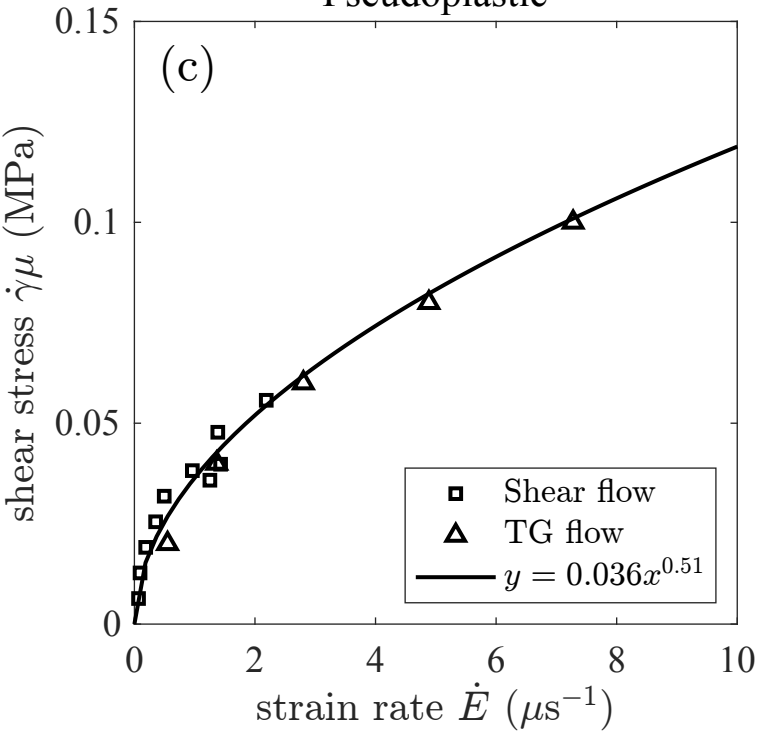 Pseudoplastic
(c)
0.15
0.1
0.05
0
shear stress γ̇μ (MPa)
Shear flow
TG flow
y = 0.036x^0.51
0 2 4 6 8 10
strain rate Ė (μs⁻¹)